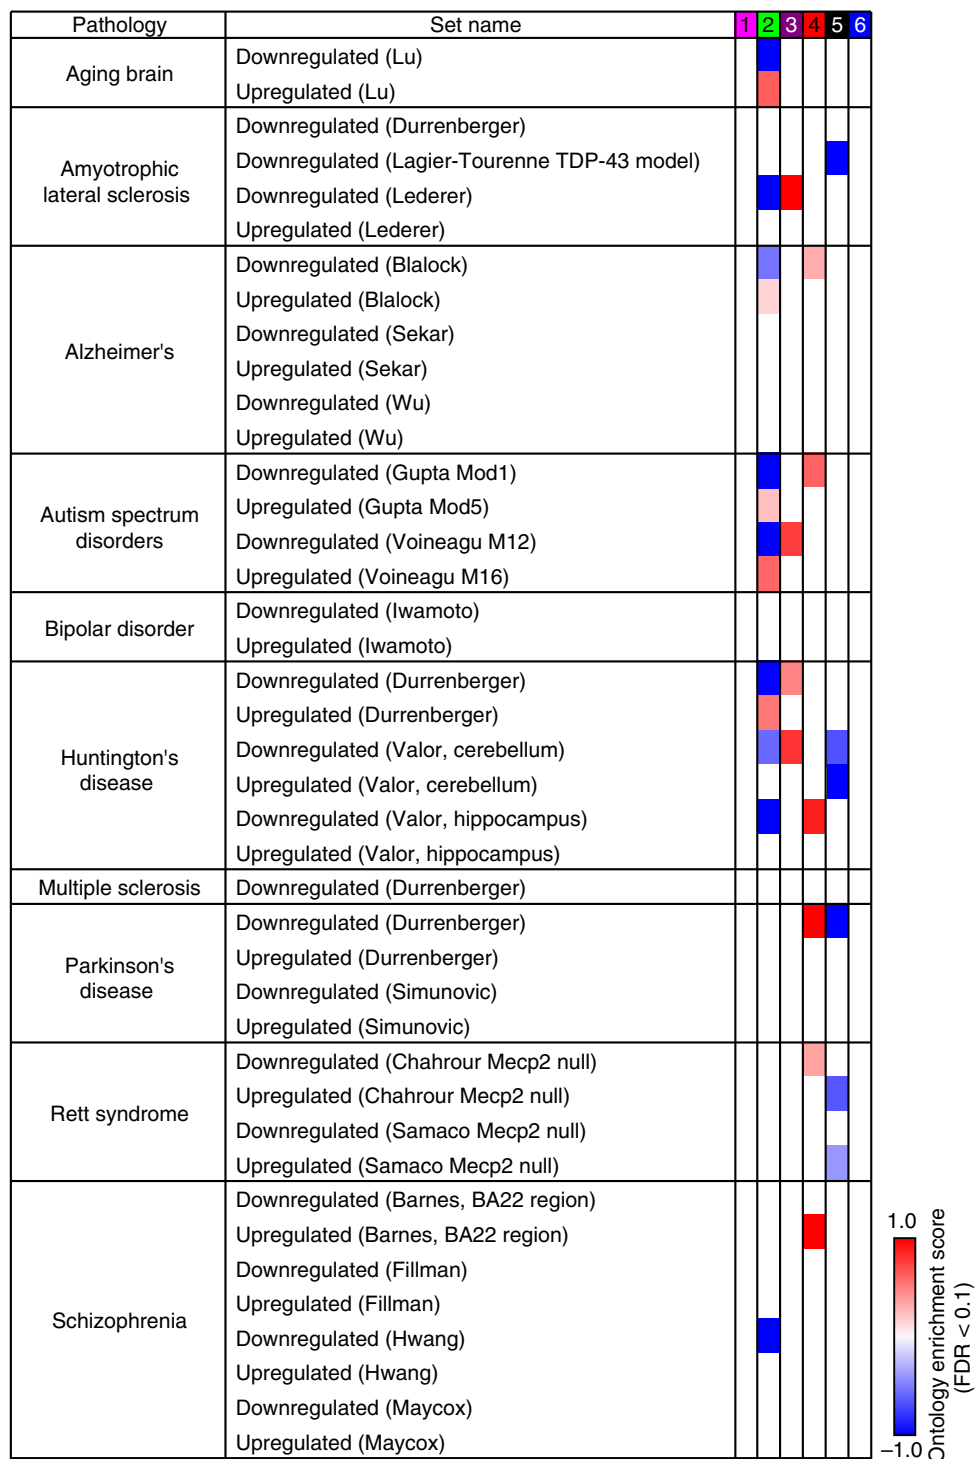 Pathology Set name 1 2 3 4 5 6
Aging brain
Downregulated (Lu)
Upregulated (Lu)
Amyotrophic
lateral sclerosis
Downregulated (Durrenberger)
Downregulated (Lagier-Tourenne TDP-43 model)
Downregulated (Lederer)
Upregulated (Lederer)
Alzheimer's
Downregulated (Blalock)
Upregulated (Blalock)
Downregulated (Sekar)
Upregulated (Sekar)
Downregulated (Wu)
Upregulated (Wu)
Autism spectrum
disorders
Downregulated (Gupta Mod1)
Upregulated (Gupta Mod5)
Downregulated (Voineagu M12)
Upregulated (Voineagu M16)
Bipolar disorder
Downregulated (Iwamoto)
Upregulated (Iwamoto)
Huntington's
disease
Downregulated (Durrenberger)
Upregulated (Durrenberger)
Downregulated (Valor, cerebellum)
Upregulated (Valor, cerebellum)
Downregulated (Valor, hippocampus)
Upregulated (Valor, hippocampus)
Multiple sclerosis
Downregulated (Durrenberger)
Parkinson's
disease
Downregulated (Durrenberger)
Upregulated (Durrenberger)
Downregulated (Simunovic)
Upregulated (Simunovic)
Rett syndrome
Downregulated (Chahrour Mecp2 null)
Upregulated (Chahrour Mecp2 null)
Downregulated (Samaco Mecp2 null)
Upregulated (Samaco Mecp2 null)
Schizophrenia
Downregulated (Barnes, BA22 region)
Upregulated (Barnes, BA22 region)
Downregulated (Fillman)
Upregulated (Fillman)
Downregulated (Hwang)
Upregulated (Hwang)
Downregulated (Maycox)
Upregulated (Maycox)
1.0
–1.0
Ontology enrichment score
(FDR < 0.1)